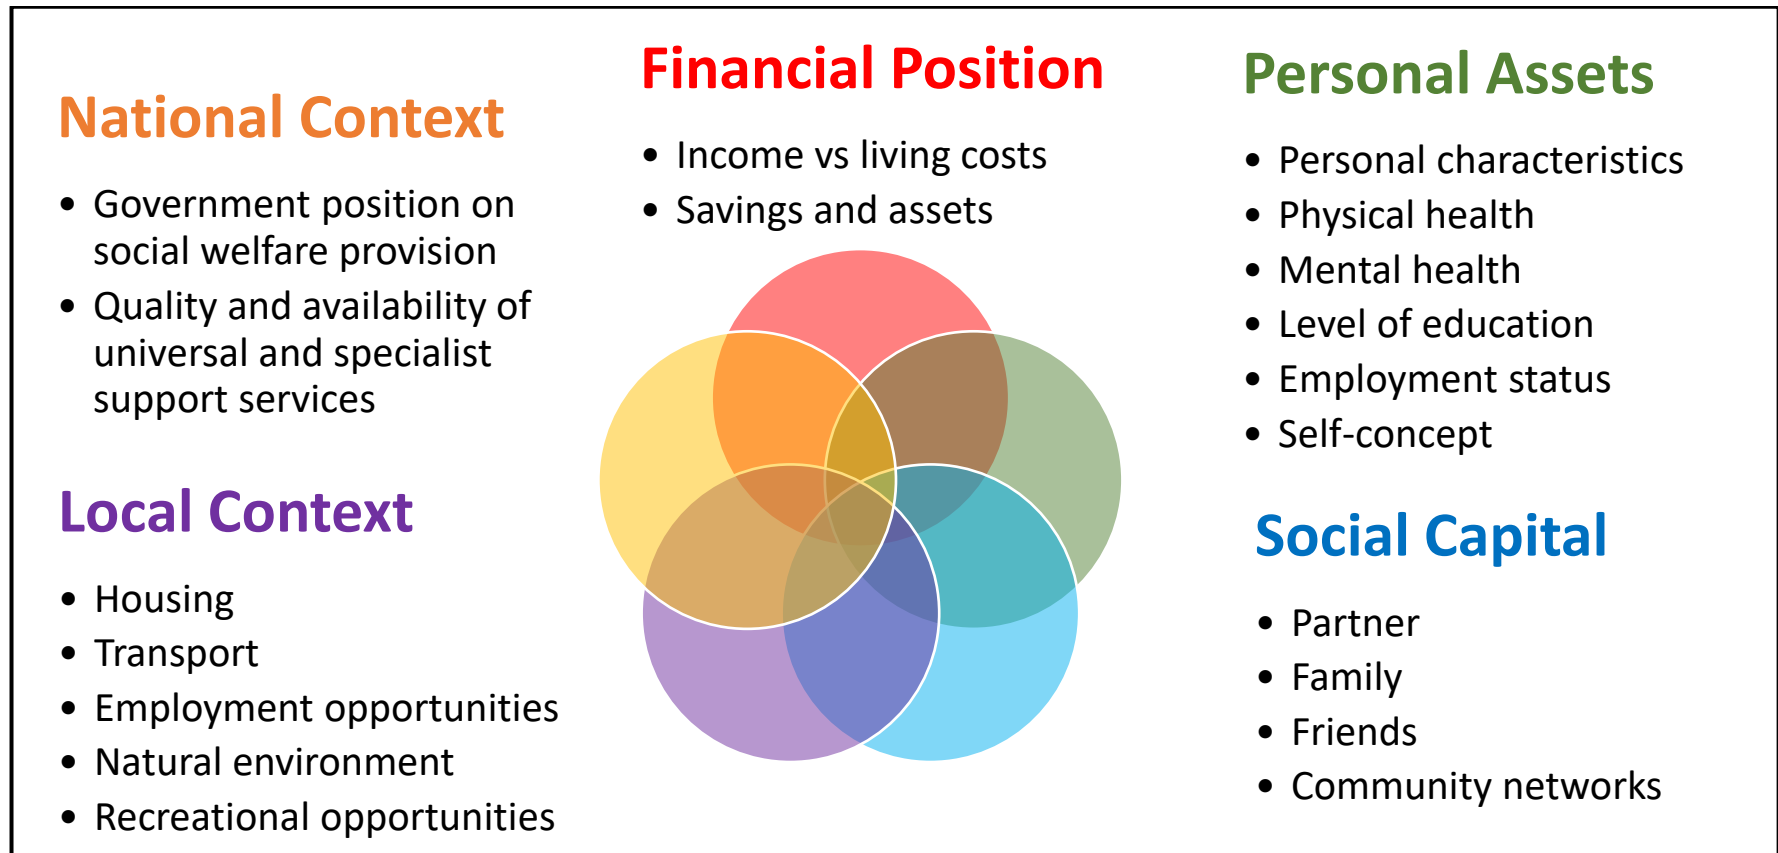 National Context
• Government position on
social welfare provision
• Quality and availability of
universal and specialist
support services
Financial Position
• Income vs living costs
• Savings and assets
Personal Assets
• Personal characteristics
• Physical health
• Mental health
• Level of education
• Employment status
• Self-concept
Local Context
• Housing
• Transport
• Employment opportunities
• Natural environment
• Recreational opportunities
Social Capital
• Partner
• Family
• Friends
• Community networks